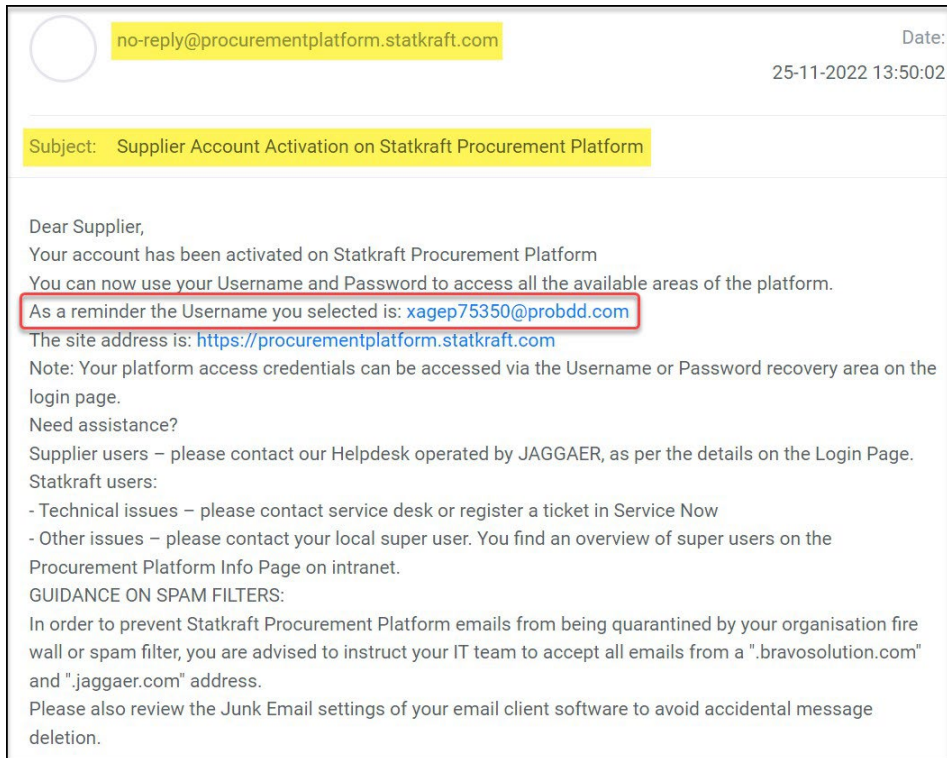 no-reply@procurementplatform.statkraft.com
Date:
25-11-2022 13:50:02
Subject: Supplier Account Activation on Statkraft Procurement Platform
Dear Supplier,
Your account has been activated on Statkraft Procurement Platform
You can now use your Username and Password to access all the available areas of the platform.
As a reminder the Username you selected is: xagep75350@probdd.com
The site address is: https://procurementplatform.statkraft.com
Note: Your platform access credentials can be accessed via the Username or Password recovery area on the
login page.
Need assistance?
Supplier users – please contact our Helpdesk operated by JAGGAER, as per the details on the Login Page.
Statkraft users:
- Technical issues – please contact service desk or register a ticket in Service Now
- Other issues – please contact your local super user. You find an overview of super users on the
Procurement Platform Info Page on intranet.
GUIDANCE ON SPAM FILTERS:
In order to prevent Statkraft Procurement Platform emails from being quarantined by your organisation fire
wall or spam filter, you are advised to instruct your IT team to accept all emails from a ".bravosolution.com"
and ".jaggaer.com" address.
Please also review the Junk Email settings of your email client software to avoid accidental message
deletion.